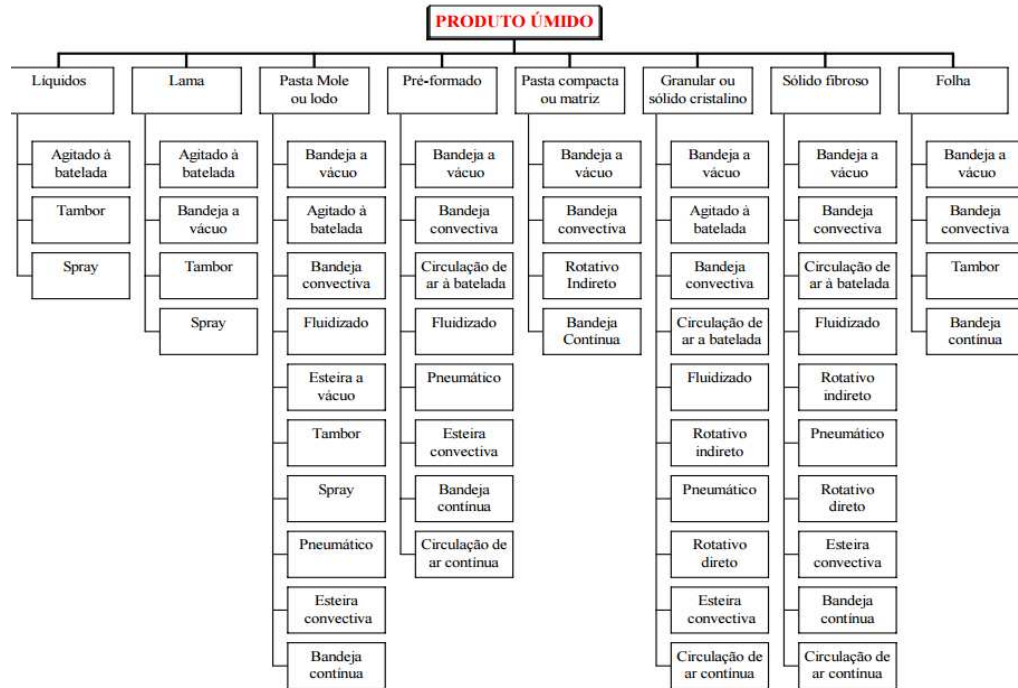 PRODUTO ÚMIDO
Líquidos
Agitado à
batelada
Tambor
Spray
Lama
Agitado à
batelada
Bandeja a
vácuo
Tambor
Spray
Pasta Mole
ou lodo
Bandeja a
vácuo
Agitado à
batelada
Bandeja
convectiva
Fluidizado
Esteira a
vácuo
Tambor
Spray
Pneumático
Esteira
convectiva
Bandeja
contínua
Pré-formado
Bandeja a
vácuo
Bandeja
convectiva
Circulação de
ar à batelada
Fluidizado
Pneumático
Esteira
convectiva
Bandeja
contínua
Circulação de
ar contínua
Pasta compacta
ou matriz
Bandeja a
vácuo
Bandeja
convectiva
Rotativo
Indireto
Bandeja
Contínua
Granular ou
sólido cristalino
Bandeja a
vácuo
Agitado à
batelada
Bandeja
convectiva
Circulação de
ar a batelada
Fluidizado
Rotativo
indireto
Pneumático
Rotativo
direto
Esteira
convectiva
Circulação de
ar contínua
Sólido fibroso
Bandeja a
vácuo
Bandeja
convectiva
Circulação de
ar à batelada
Fluidizado
Rotativo
indireto
Pneumático
Rotativo
direto
Esteira
convectiva
Bandeja
contínua
Circulação de
ar contínua
Folha
Bandeja a
vácuo
Bandeja
convectiva
Tambor
Bandeja
contínua